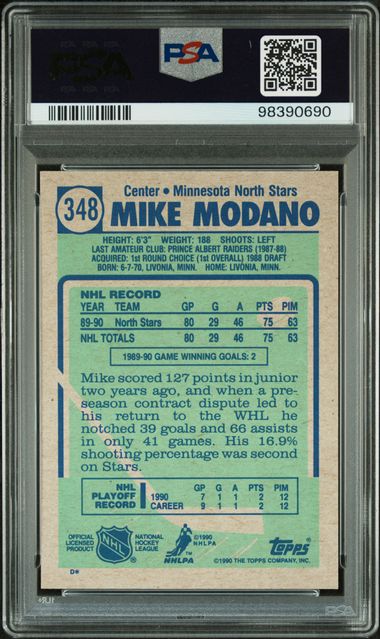 PSA
PSA
98390690
348
Center • Minnesota North Stars
MIKE MODANO
HEIGHT: 6'3" WEIGHT: 188 SHOOTS: LEFT
LAST AMATEUR CLUB: PRINCE ALBERT RAIDERS (1987-88)
ACQUIRED: 1st ROUND CHOICE (1st OVERALL) 1988 DRAFT
BORN: 6-7-70, LIVONIA, MINN. HOME: LIVONIA, MINN.
NHL RECORD
YEAR TEAM GP G A PTS PIM
89-90 North Stars 80 29 46 75 63
NHL TOTALS 80 29 46 75 63
1989-90 GAME WINNING GOALS: 2
Mike scored 127 points in junior
two years ago, and when a pre-
season contract dispute led to
his return to the WHL he
notched 39 goals and 66 assists
in only 41 games. His 16.9%
shooting percentage was second
on Stars.
NHL PLAYOFF RECORD
GP G A PTS PIM
1990 7 1 1 2 12
CAREER 9 1 1 2 12
OFFICIAL LICENSED PRODUCT
NHL
NATIONAL HOCKEY LEAGUE
©1990 NHLPA
NHLPA
topps
©1990 THE TOPPS COMPANY, INC.
D*